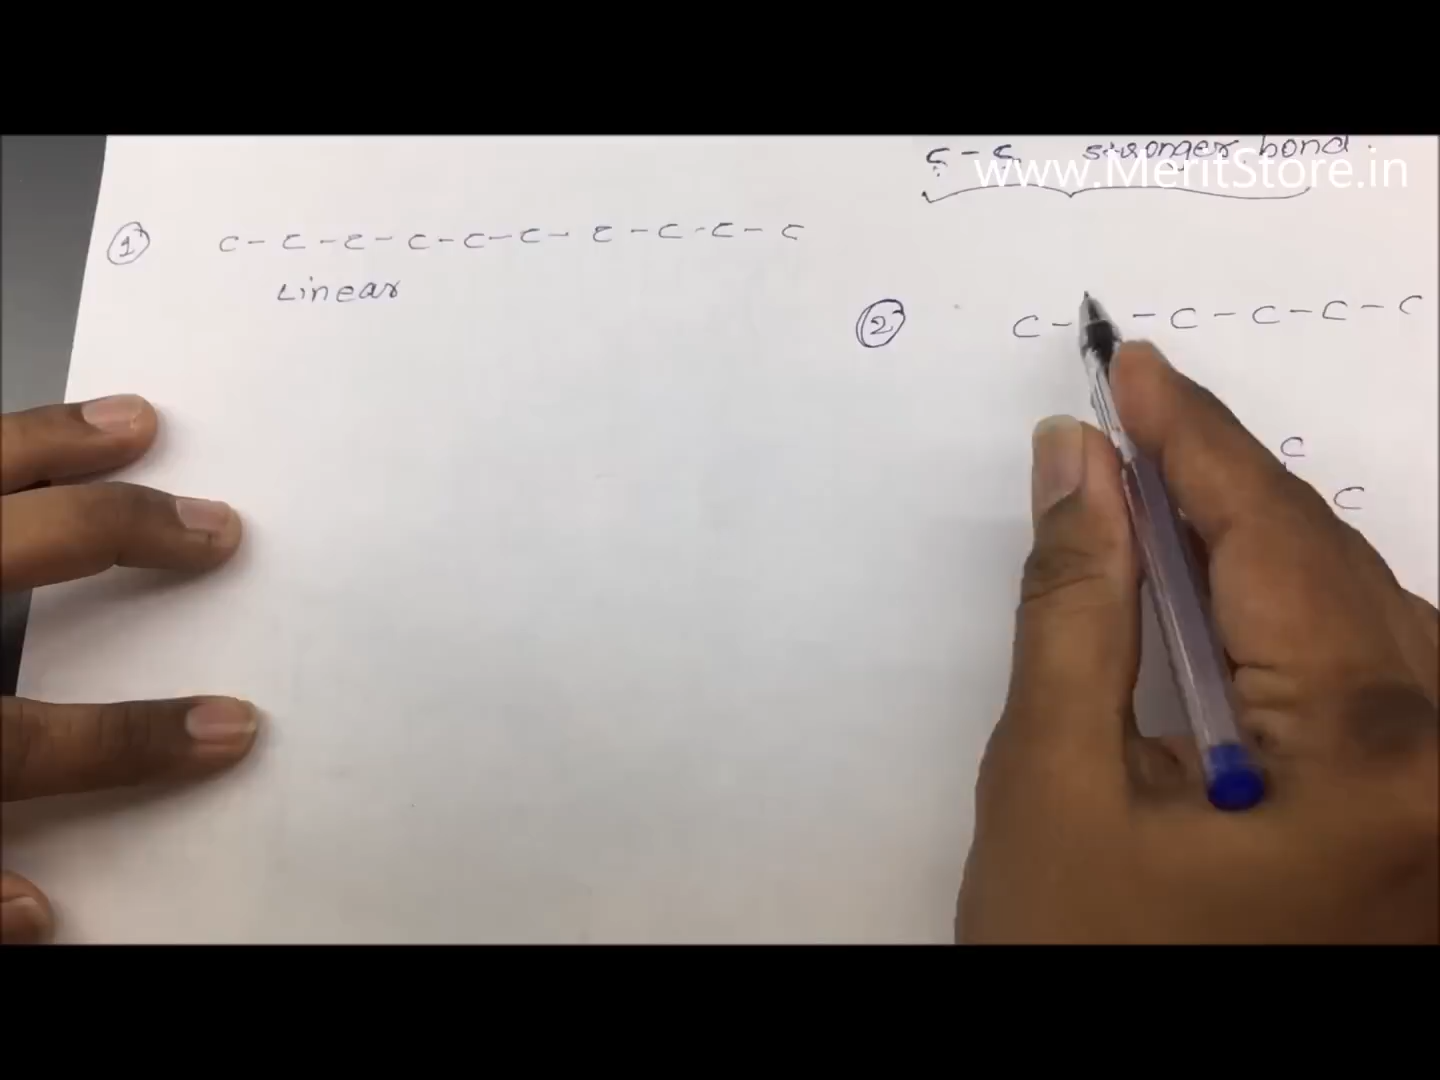 C - C stronger bond.
www.MeritStore.in
1 C - C - C - C - C - C - C - C - C - C
Linear
2 C - - C - C - C - C
C
C